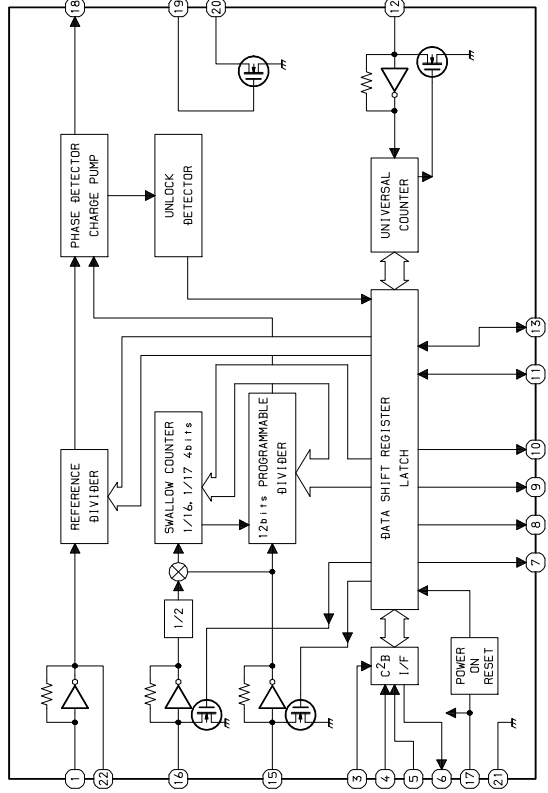 1
22
REFERENCE
DIVIDER
PHASE DETECTOR
CHARGE PUMP
18
16
1/2
SWALLOW COUNTER
1/16, 1/17 4bits
UNLOCK
DETECTOR
19
20
15
12bits PROGRAMMABLE
DIVIDER
3
4
5
6
C²B
I/F
DATA SHIFT REGISTER
LATCH
UNIVERSAL
COUNTER
12
17
POWER
ON
RESET
21
7
8
9
10
11
13